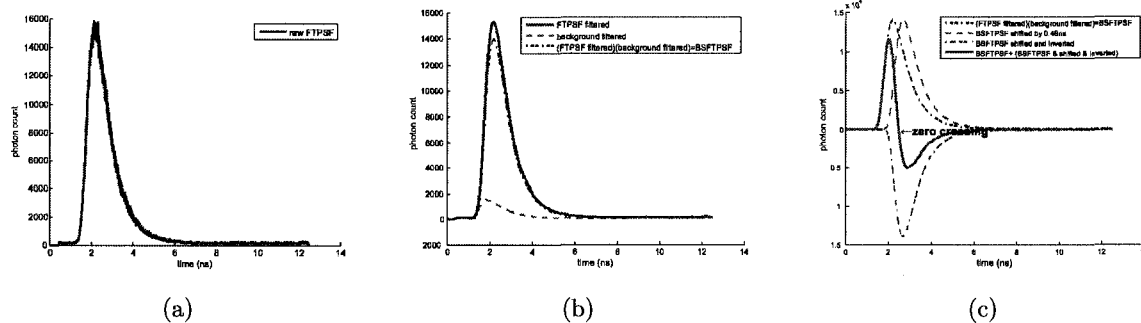 16000
14000
12000
10000
8000
6000
4000
2000
0
photon count
0 2 4 6 8 10 12 14
time (ns)
raw FTPSF
(a)
16000
14000
12000
10000
8000
6000
4000
2000
0
2000
photon count
0 2 4 6 8 10 12 14
time (ns)
FTPSF filtered
background filtered
(FTPSF filtered)(background filtered)=BSFTPSF
(b)
1.5
1
0.5
0
0.5
1
1.5
photon count
0 2 4 6 8 10 12 14
time (ns)
(FTPSF filtered)(background filtered)=BSFTPSF
BSFTPSF shifted by 0.46ns
BSFTPSF shifted and inverted
BSFTPSF+ (BSFTPSF & shifted & inverted)
←zero crossing
(c)